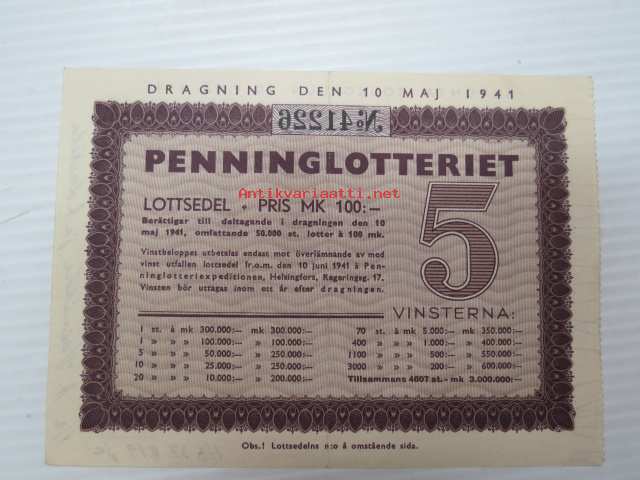 DRAGNING DEN 10 MAJ 1941
No 41226
PENNINGLOTTERIET
Antikvariaatti.net
LOTTSEDEL • PRIS MK 100:—
Berättigar till deltagande i dragningen den 10
maj 1941, omfattande 50.000 st. lotter à 100 mk.
5
Vinstbeloppet utbetalas endast mot överlämnande av med
vinst utfallen lottsedel fr.o.m. den 10 juni 1941 å Pen-
ninglotteriexpeditionen, Helsingfors, Regeringsg. 17.
Vinsten bör uttagas inom ett år efter dragningen.
VINSTERNA:
1 st. à mk 300.000:— mk 300.000:—
1 » » » 100.000:— » 100.000:—
5 » » » 50.000:— » 250.000:—
10 » » » 25.000:— » 250.000:—
20 » » » 10.000:— » 200.000:—
70 st. à mk 5.000:— mk 350.000:—
400 » » » 1.000:— » 400.000:—
1100 » » » 500:— » 550.000:—
3000 » » » 200:— » 600.000:—
Tillsammans 4607 st. mk 3.000.000:—
Obs.! Lottsedelns n:o å omstående sida.